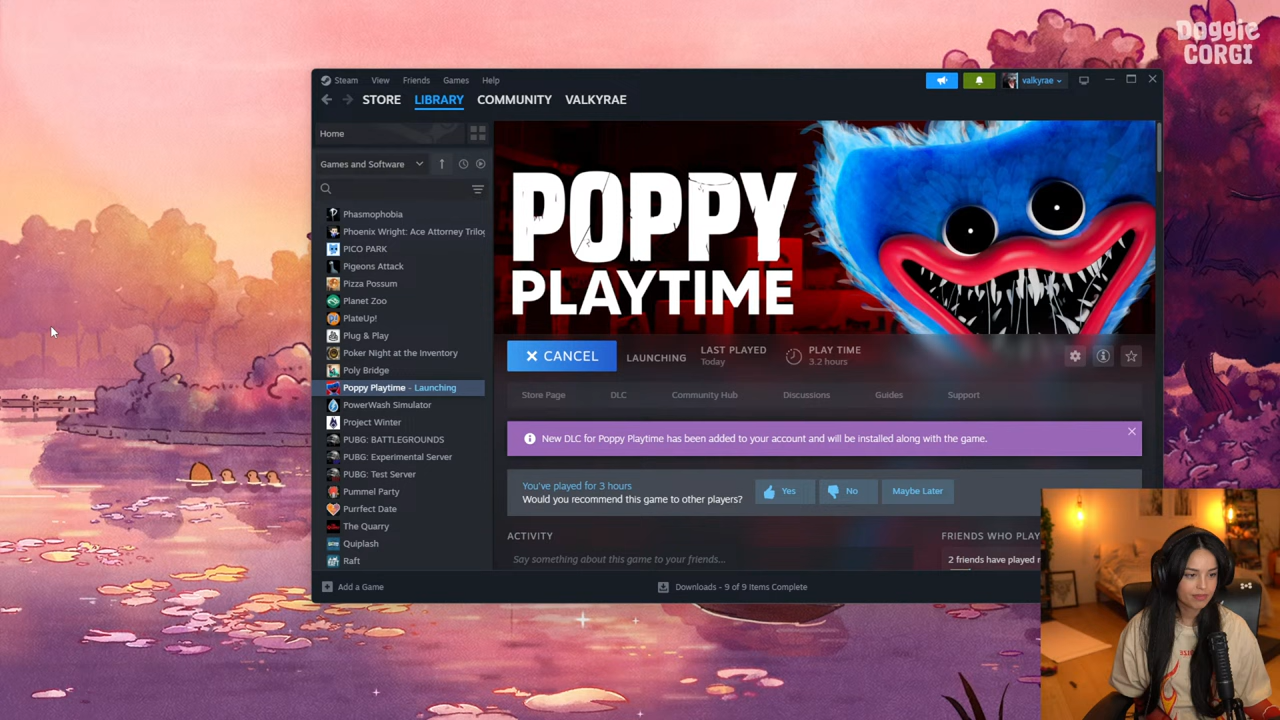 Doggie
CORGI
Steam View Friends Games Help
valkyrae
STORE LIBRARY COMMUNITY VALKYRAE
Home
Games and Software
Phasmophobia
Phoenix Wright: Ace Attorney Trilog
PICO PARK
Pigeons Attack
Pizza Possum
Planet Zoo
PlateUp!
Plug & Play
Poker Night at the Inventory
Poly Bridge
Poppy Playtime - Launching
PowerWash Simulator
Project Winter
PUBG: BATTLEGROUNDS
PUBG: Experimental Server
PUBG: Test Server
Pummel Party
Purrfect Date
The Quarry
Quiplash
Raft
Add a Game
POPPY
PLAYTIME
CANCEL
LAUNCHING
LAST PLAYED
Today
PLAY TIME
3.2 hours
Store Page DLC Community Hub Discussions Guides Support
New DLC for Poppy Playtime has been added to your account and will be installed along with the game.
You've played for 3 hours
Would you recommend this game to other players?
Yes No Maybe Later
ACTIVITY
Say something about this game to your friends...
FRIENDS WHO PLAY
2 friends have played
Downloads - 9 of 9 Items Complete